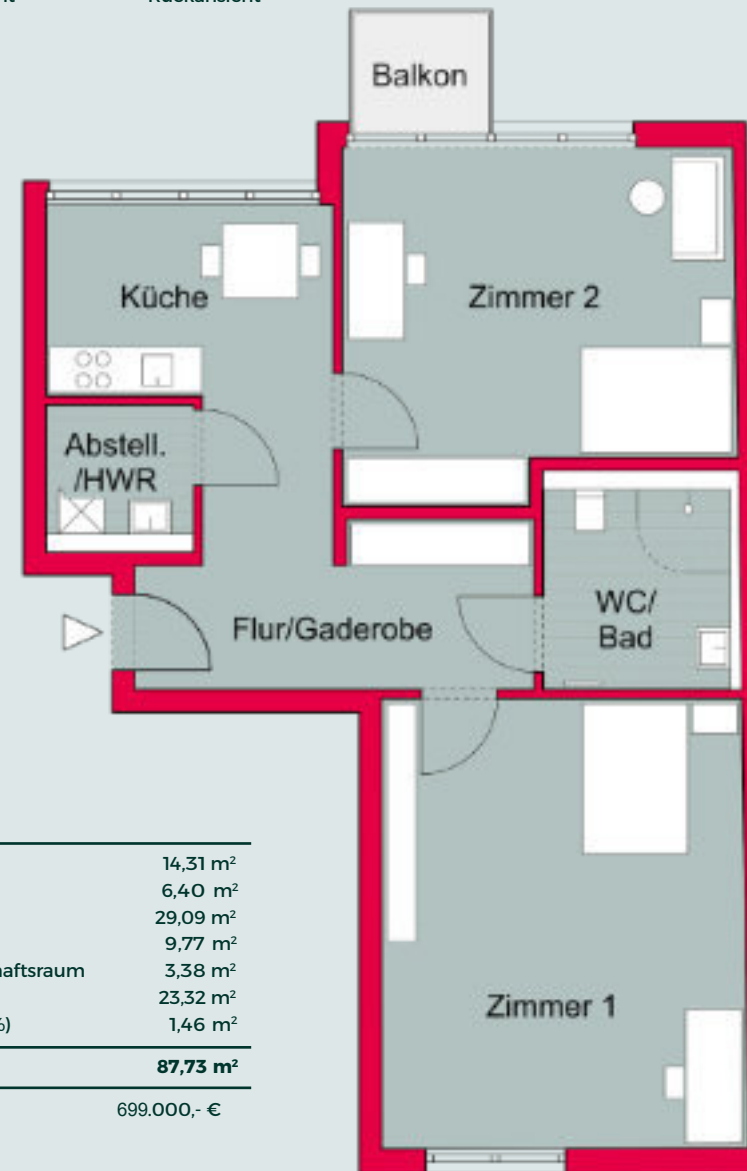 Rückansicht
Balkon
Küche
Zimmer 2
Abstell.
/HWR
WC/
Bad
Flur/Gaderobe
Zimmer 1
14,31 m²
6,40 m²
29,09 m²
9,77 m²
aftsraum 3,38 m²
23,32 m²
%) 1,46 m²
87,73 m²
699.000,- €